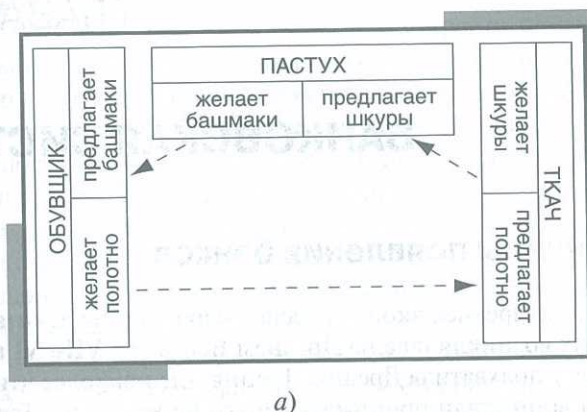 ПАСТУХ
желает
башмаки
предлагает
шкуры
ОБУВЩИК
предлагает
башмаки
желает
полотно
желает
шкуры
предлагает
полотно
ТКАЧ
а)